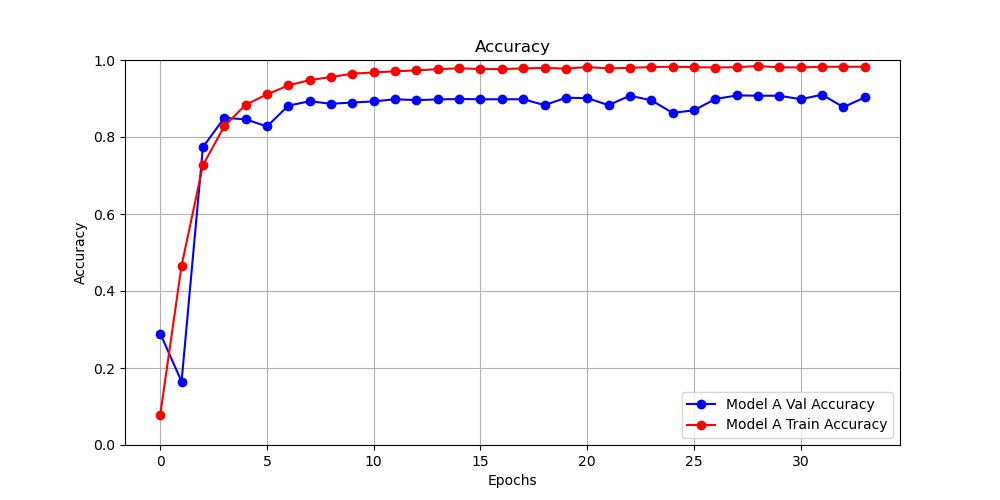 Accuracy
1.0
0.8
0.6
0.4
0.2
0.0
Accuracy
0 5 10 15 20 25 30
Epochs
Model A Val Accuracy
Model A Train Accuracy